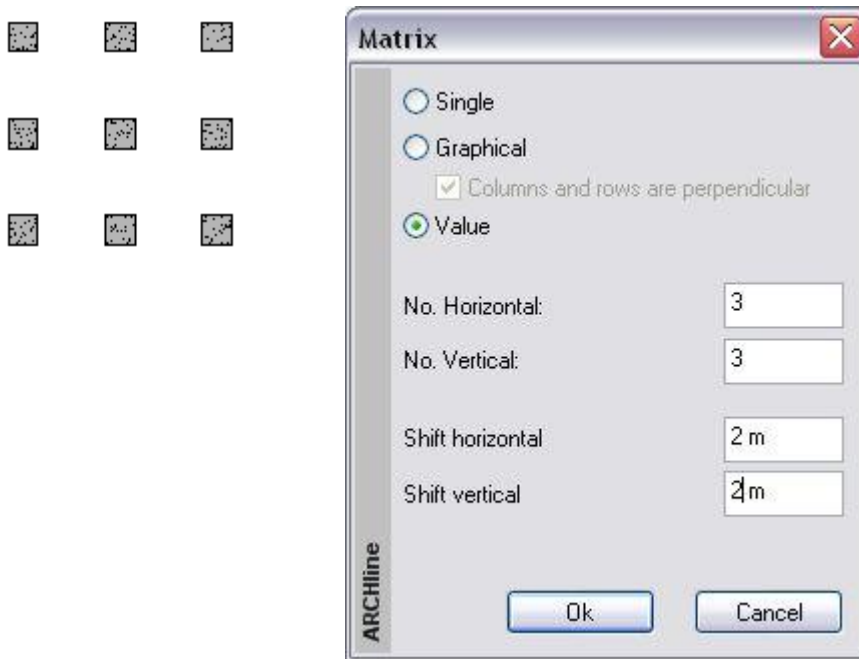 Matrix
Single
Graphical
Columns and rows are perpendicular
Value
No. Horizontal: 3
No. Vertical: 3
Shift horizontal 2 m
Shift vertical 2 m
ARCHline
Ok Cancel